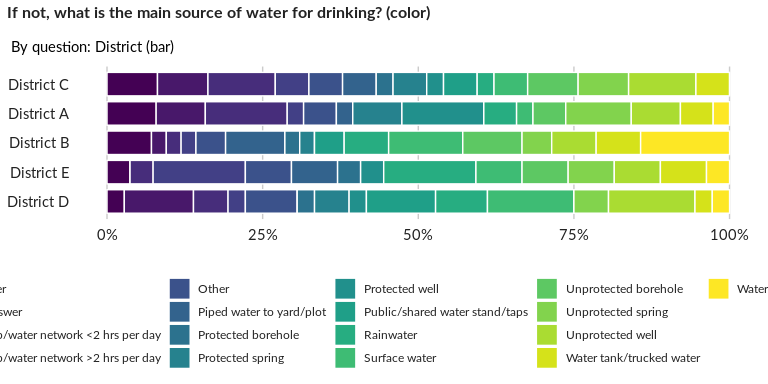 If not, what is the main source of water for drinking? (color)
By question: District (bar)
District C
District A
District B
District E
District D
0% 25% 50% 75% 100%
Other Protected well Unprotected borehole Water
Piped water to yard/plot Public/shared water stand/taps Unprotected spring
/water network <2 hrs per day Protected borehole Rainwater Unprotected well
/water network >2 hrs per day Protected spring Surface water Water tank/trucked water